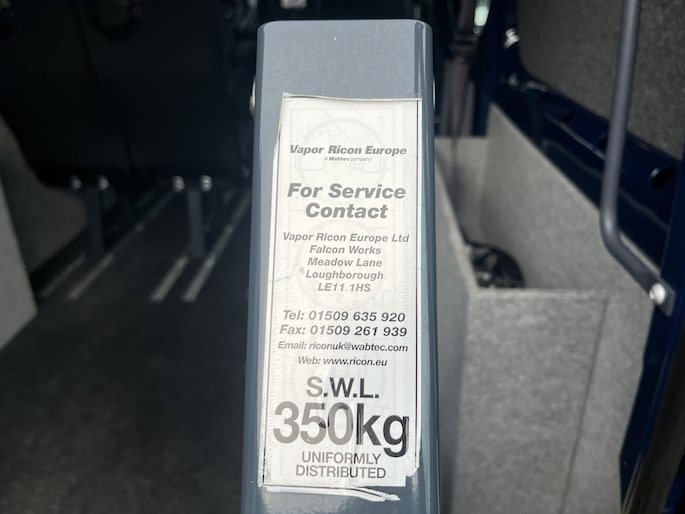 Vapor Ricon Europe
A Wabtec company
For Service
Contact
Vapor Ricon Europe Ltd
Falcon Works
Meadow Lane
Loughborough
LE11 1HS
Tel: 01509 635 920
Fax: 01509 261 939
Email: riconuk@wabtec.com
Web: www.ricon.eu
S.W.L.
350kg
UNIFORMLY
DISTRIBUTED